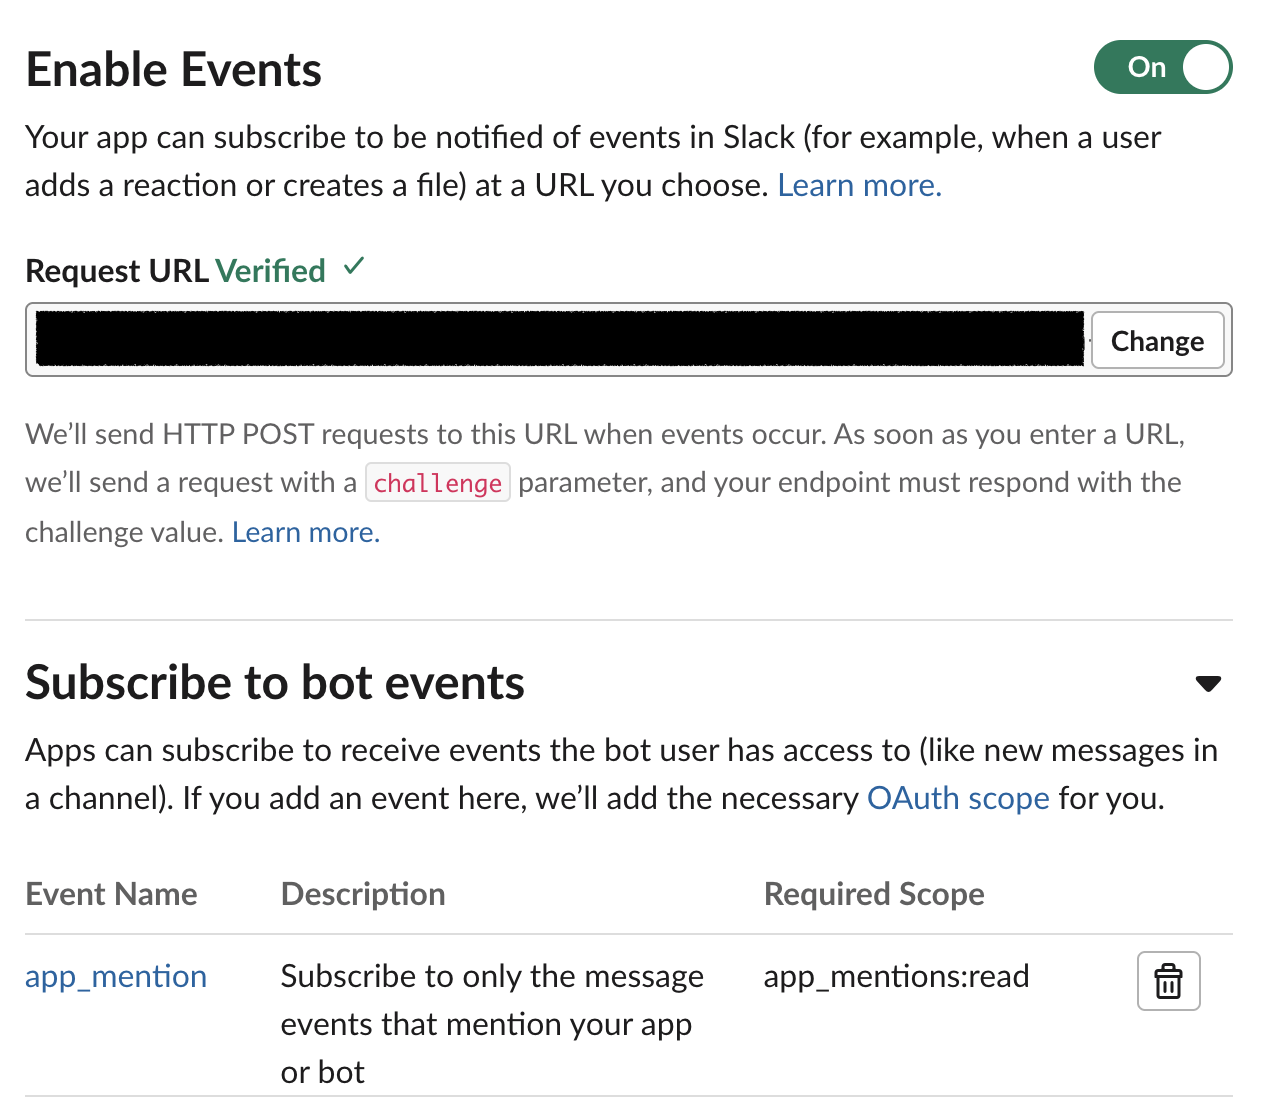 Enable Events
On
Your app can subscribe to be notified of events in Slack (for example, when a user
adds a reaction or creates a file) at a URL you choose. Learn more.
Request URL Verified ✓
Change
We’ll send HTTP POST requests to this URL when events occur. As soon as you enter a URL,
we’ll send a request with a challenge parameter, and your endpoint must respond with the
challenge value. Learn more.
Subscribe to bot events
Apps can subscribe to receive events the bot user has access to (like new messages in
a channel). If you add an event here, we’ll add the necessary OAuth scope for you.
Event Name Description Required Scope
app_mention Subscribe to only the message app_mentions:read
events that mention your app
or bot